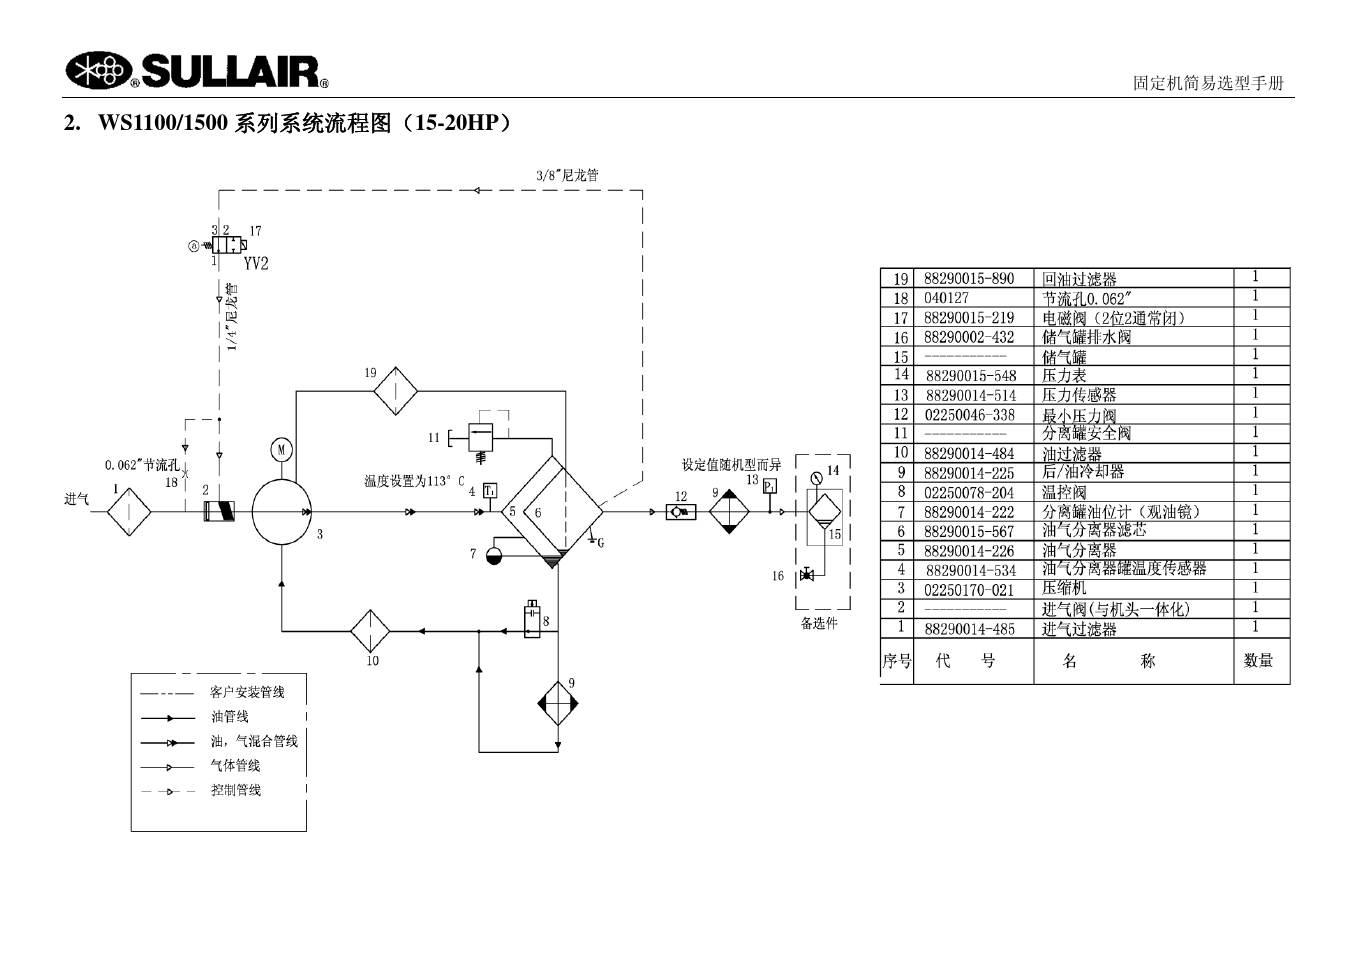 SULLAIR
固定机简易选型手册
2. WS1100/1500 系列系统流程图（15-20HP）
3/8″尼龙管
3 2 17
a
1 YV2
1/4″尼龙管
19
11
M
0.062″节流孔
18
温度设置为113°C
设定值随机型而异
进气
1
2
3
4
T1
5
6
7
G
12
9
13
P1
14
15
16
备选件
8
10
9
客户安装管线
油管线
油，气混合管线
气体管线
控制管线
19 88290015-890 回油过滤器 1
18 040127 节流孔0.062″ 1
17 88290015-219 电磁阀（2位2通常闭） 1
16 88290002-432 储气罐排水阀 1
15 ----------- 储气罐 1
14 88290015-548 压力表 1
13 88290014-514 压力传感器 1
12 02250046-338 最小压力阀 1
11 ----------- 分离罐安全阀 1
10 88290014-484 油过滤器 1
9 88290014-225 后/油冷却器 1
8 02250078-204 温控阀 1
7 88290014-222 分离罐油位计（观油镜） 1
6 88290015-567 油气分离器滤芯 1
5 88290014-226 油气分离器 1
4 88290014-534 油气分离器罐温度传感器 1
3 02250170-021 压缩机 1
2 ----------- 进气阀(与机头一体化) 1
1 88290014-485 进气过滤器 1
序号 代 号 名 称 数量